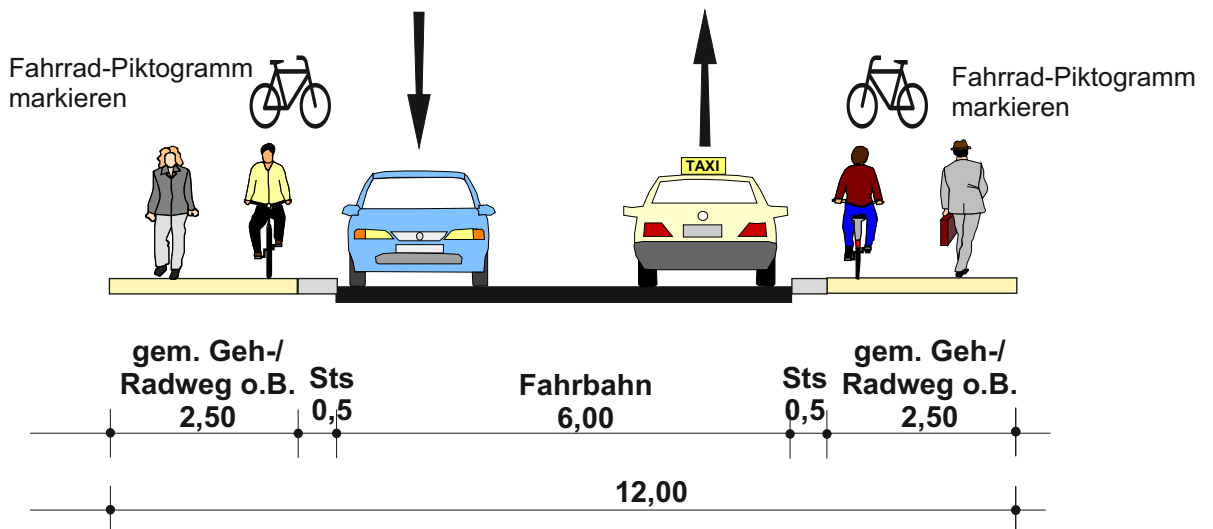 Fahrrad-Piktogramm
markieren
Fahrrad-Piktogramm
markieren
TAXI
gem. Geh-/
Radweg o.B.
2,50
Sts
0,5
Fahrbahn
6,00
Sts
0,5
gem. Geh-/
Radweg o.B.
2,50
12,00